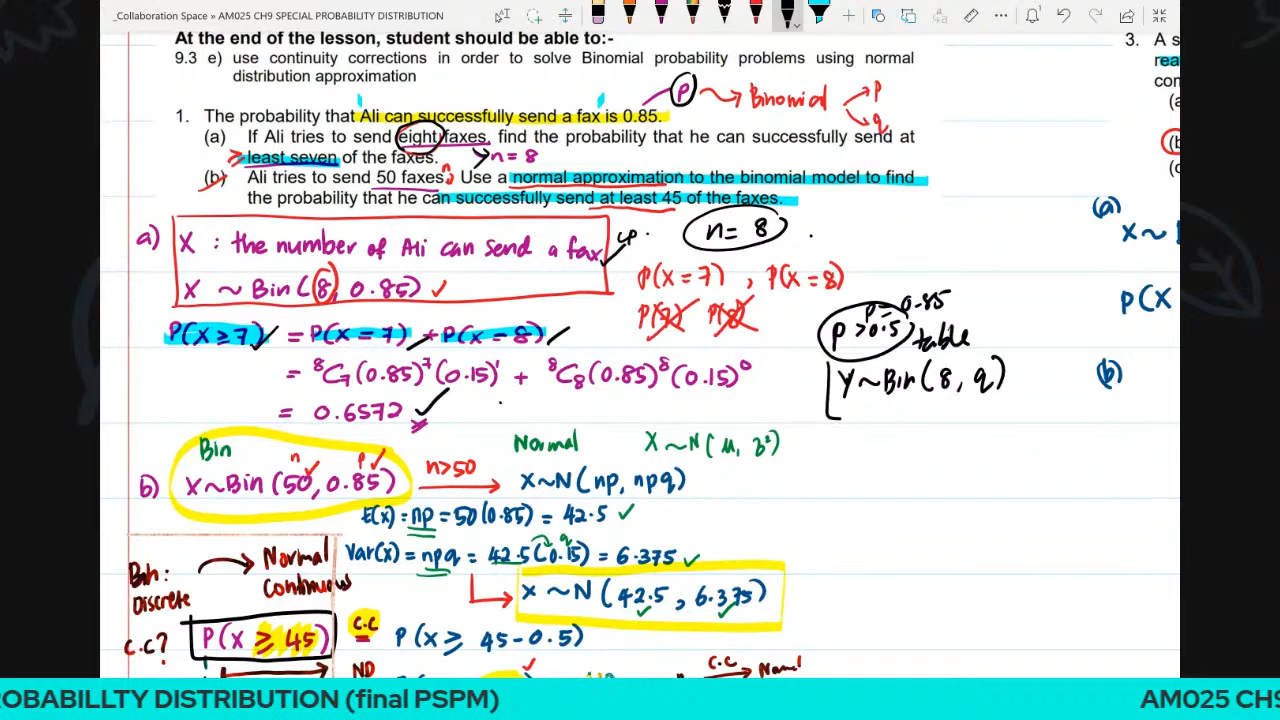 _Collaboration Space » AM025 CH9 SPECIAL PROBABILITY DISTRIBUTION
At the end of the lesson, student should be able to:-
9.3 e) use continuity corrections in order to solve Binomial probability problems using normal
distribution approximation
P → Binomial
P
q
1. The probability that Ali can successfully send a fax is 0.85.
(a) If Ali tries to send eight faxes, find the probability that he can successfully send at
least seven of the faxes.
≥
n = 8
(b) Ali tries to send 50 faxes. Use a normal approximation to the binomial model to find
n
the probability that he can successfully send at least 45 of the faxes.
a) X : the number of Ali can send a fax
n = 8
X ~ Bin(8, 0.85)
P(X = 7) , P(X = 8)
P(X ≥ 7) = P(X = 7) + P(X = 8)
= ⁸C₇(0.85)⁷(0.15)¹ + ⁸C₈(0.85)⁸(0.15)⁰
= 0.6572
P = 0.85
P > 0.5
table
Y ~ Bin(8, q)
Bin
Normal X ~ N(μ, σ²)
n p
b) X ~ Bin(50, 0.85) n>50 → X ~ N(np, npq)
E(x) = np = 50(0.85) = 42.5
q
Var(x) = npq = 42.5(0.15) = 6.375
X ~ N(42.5, 6.375)
Bin: Discrete → Normal continuous
C.C? P(X ≥ 45) C.C = P(X ≥ 45 - 0.5)
ND
C.C → Normal
3. A s
rea
con
(a
(b
(c
(a)
X ~
P(X
(b)
ROBABILLTY DISTRIBUTION (final PSPM)
AM025 CH9